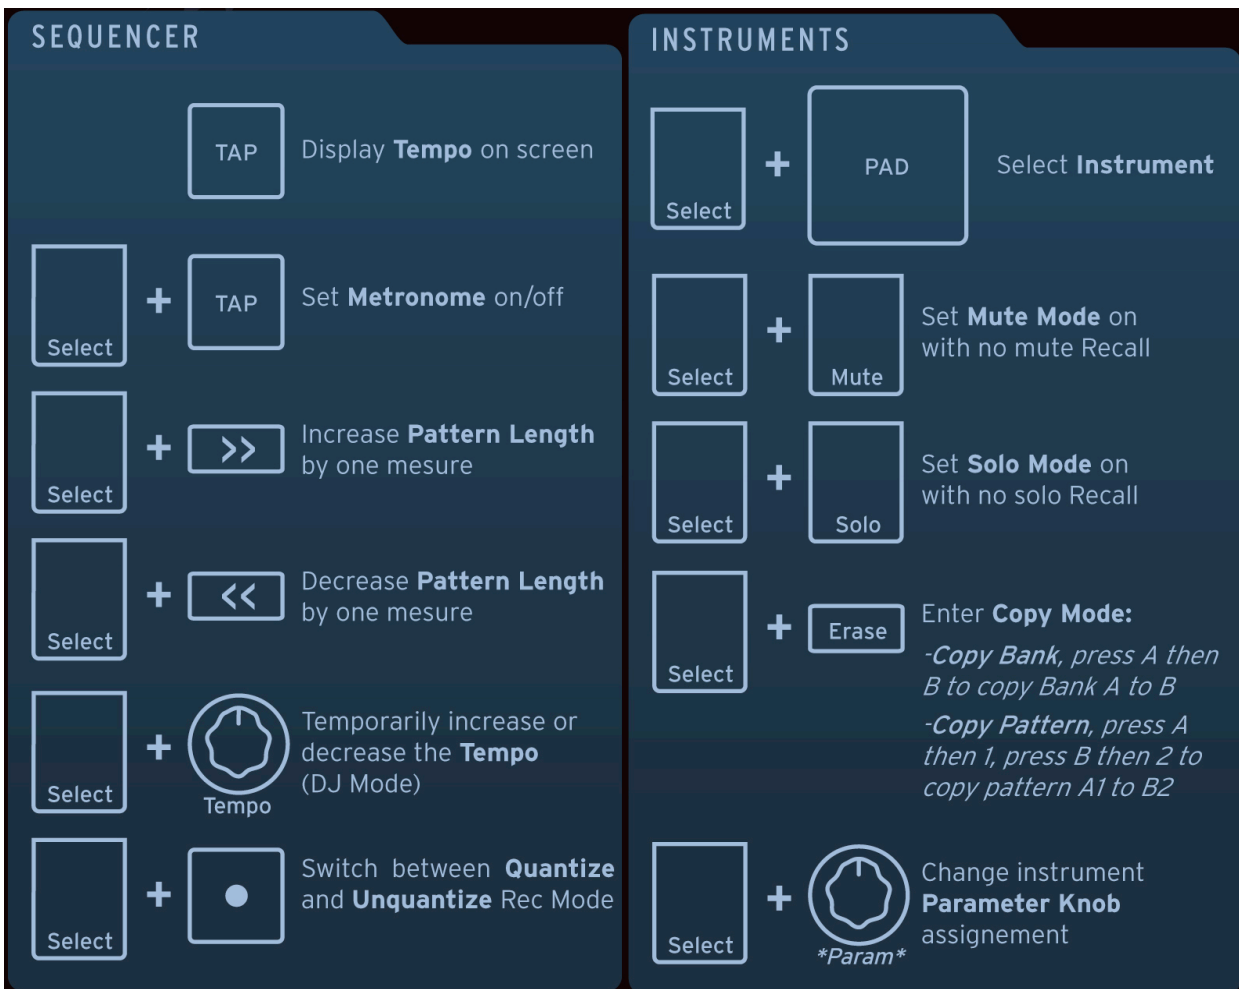 SEQUENCER
TAP
Display Tempo on screen
Select
+
TAP
Set Metronome on/off
Select
+
>>
Increase Pattern Length
by one mesure
Select
+
<<
Decrease Pattern Length
by one mesure
Select
+
Tempo
Temporarily increase or
decrease the Tempo
(DJ Mode)
Select
+
Switch between Quantize
and Unquantize Rec Mode
INSTRUMENTS
Select
+
PAD
Select Instrument
Select
+
Mute
Set Mute Mode on
with no mute Recall
Select
+
Solo
Set Solo Mode on
with no solo Recall
Select
+
Erase
Enter Copy Mode:
-Copy Bank, press A then
B to copy Bank A to B
-Copy Pattern, press A
then 1, press B then 2 to
copy pattern A1 to B2
Select
+
*Param*
Change instrument
Parameter Knob
assignement